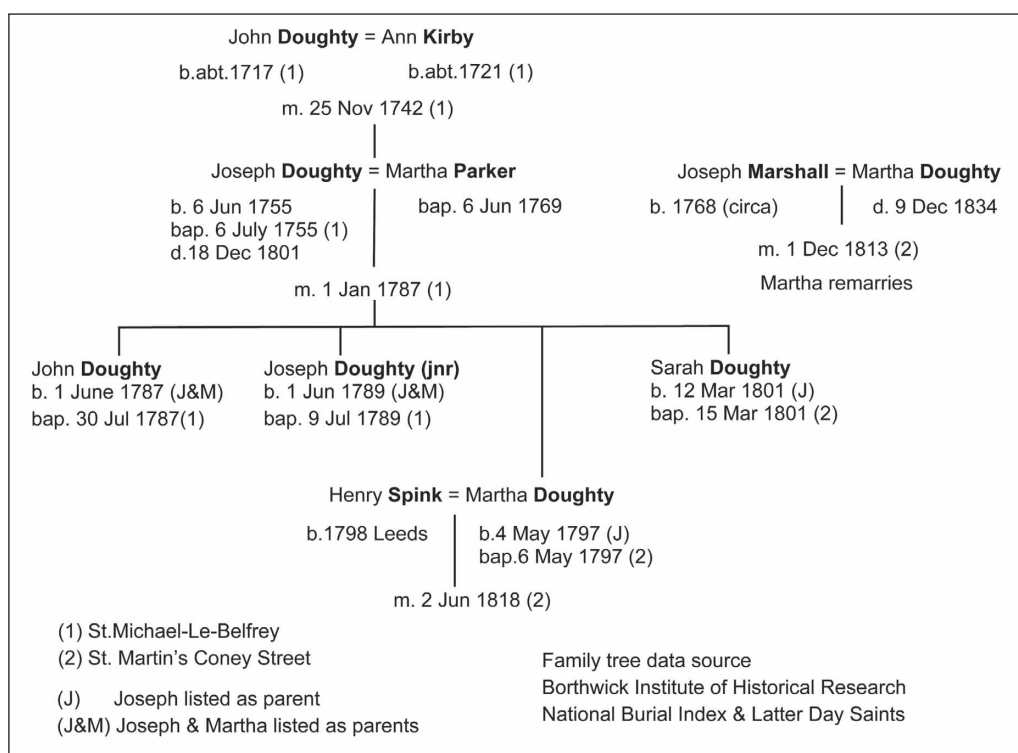 John Doughty = Ann Kirby
b.abt.1717 (1) b.abt.1721 (1)
m. 25 Nov 1742 (1)
Joseph Doughty = Martha Parker
b. 6 Jun 1755
bap. 6 July 1755 (1)
d.18 Dec 1801
bap. 6 Jun 1769
m. 1 Jan 1787 (1)
Joseph Marshall = Martha Doughty
b. 1768 (circa) d. 9 Dec 1834
m. 1 Dec 1813 (2)
Martha remarries
John Doughty
b. 1 June 1787 (J&M)
bap. 30 Jul 1787(1)
Joseph Doughty (jnr)
b. 1 Jun 1789 (J&M)
bap. 9 Jul 1789 (1)
Sarah Doughty
b. 12 Mar 1801 (J)
bap. 15 Mar 1801 (2)
Henry Spink = Martha Doughty
b.1798 Leeds
b.4 May 1797 (J)
bap.6 May 1797 (2)
m. 2 Jun 1818 (2)
(1) St.Michael-Le-Belfrey
(2) St. Martin's Coney Street
(J) Joseph listed as parent
(J&M) Joseph & Martha listed as parents
Family tree data source
Borthwick Institute of Historical Research
National Burial Index & Latter Day Saints